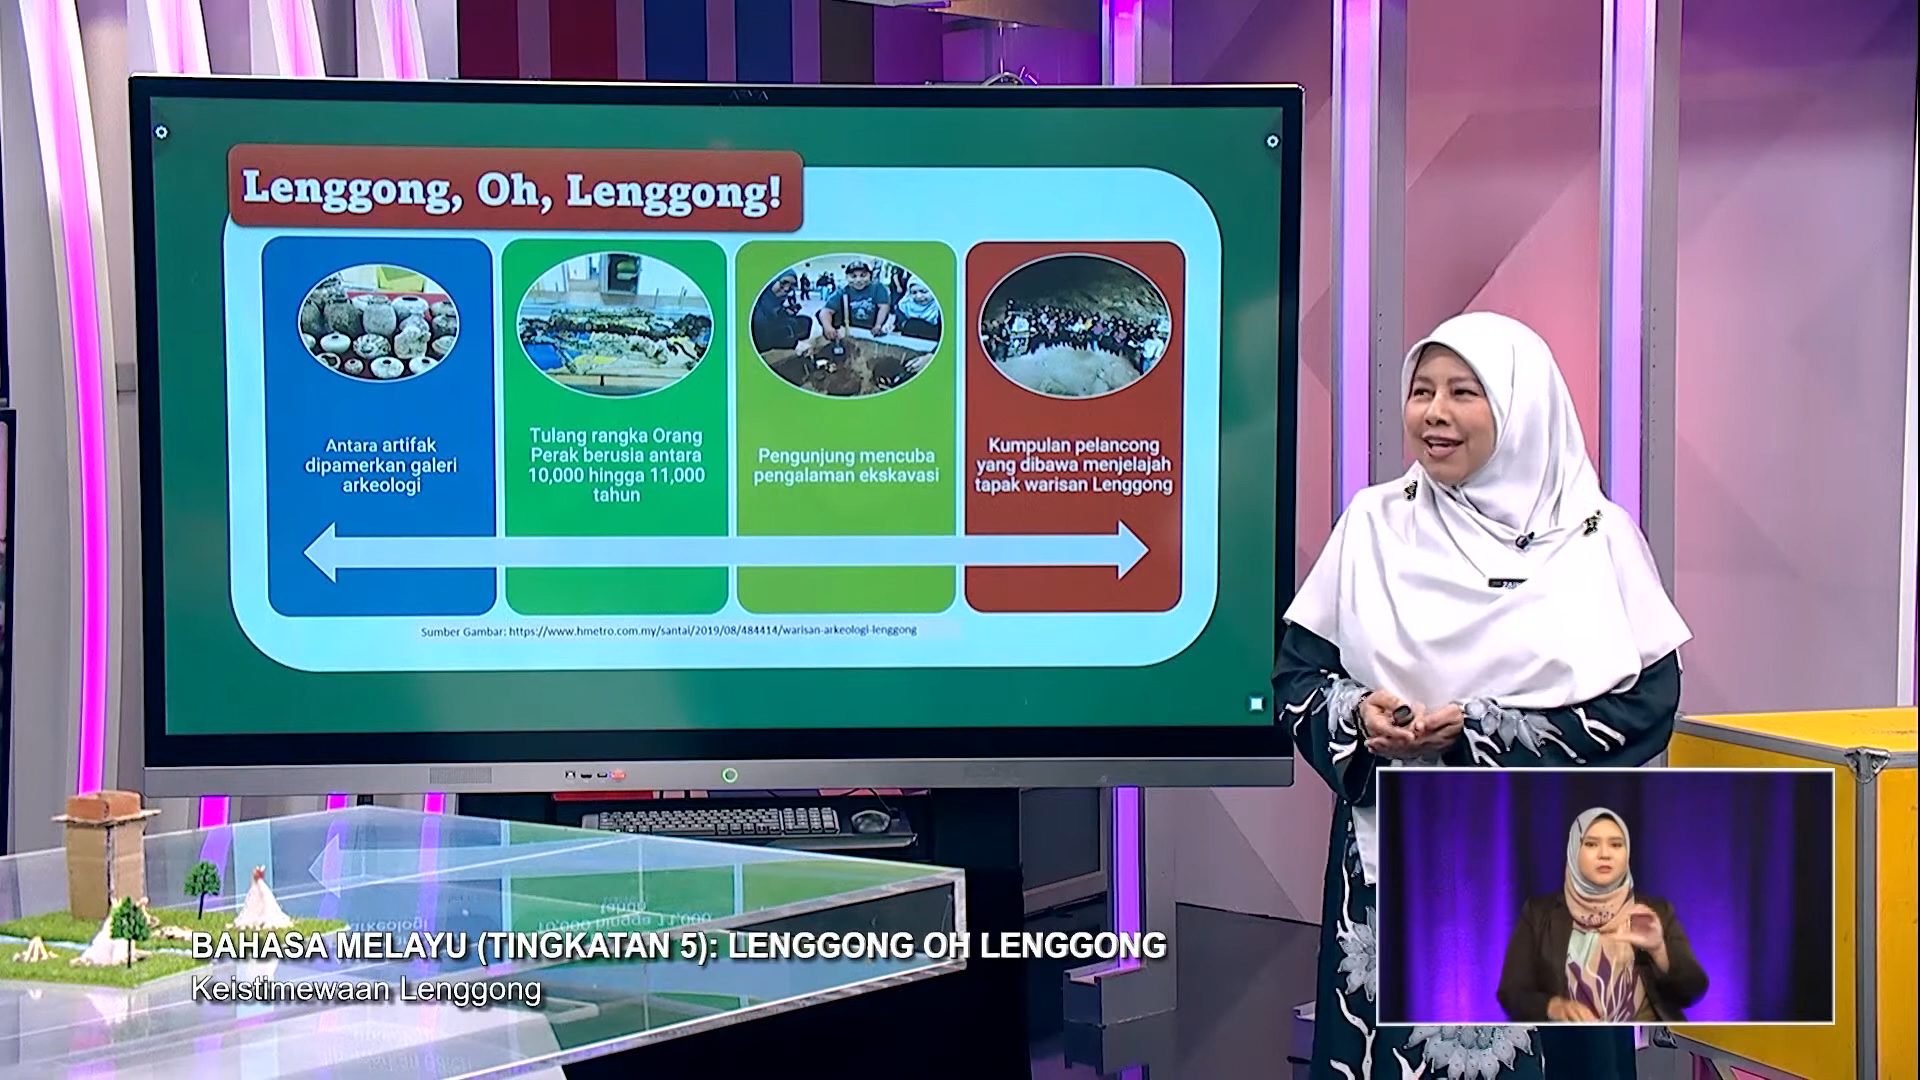 Lenggong, Oh, Lenggong!
Antara artifak
dipamerkan galeri
arkeologi
Tulang rangka Orang
Perak berusia antara
10,000 hingga 11,000
tahun
Pengunjung mencuba
pengalaman ekskavasi
Kumpulan pelancong
yang dibawa menjelajah
tapak warisan Lenggong
Sumber Gambar: https://www.hmetro.com.my/santai/2019/08/484414/warisan-arkeologi-lenggong
BAHASA MELAYU (TINGKATAN 5): LENGGONG OH LENGGONG
Keistimewaan Lenggong